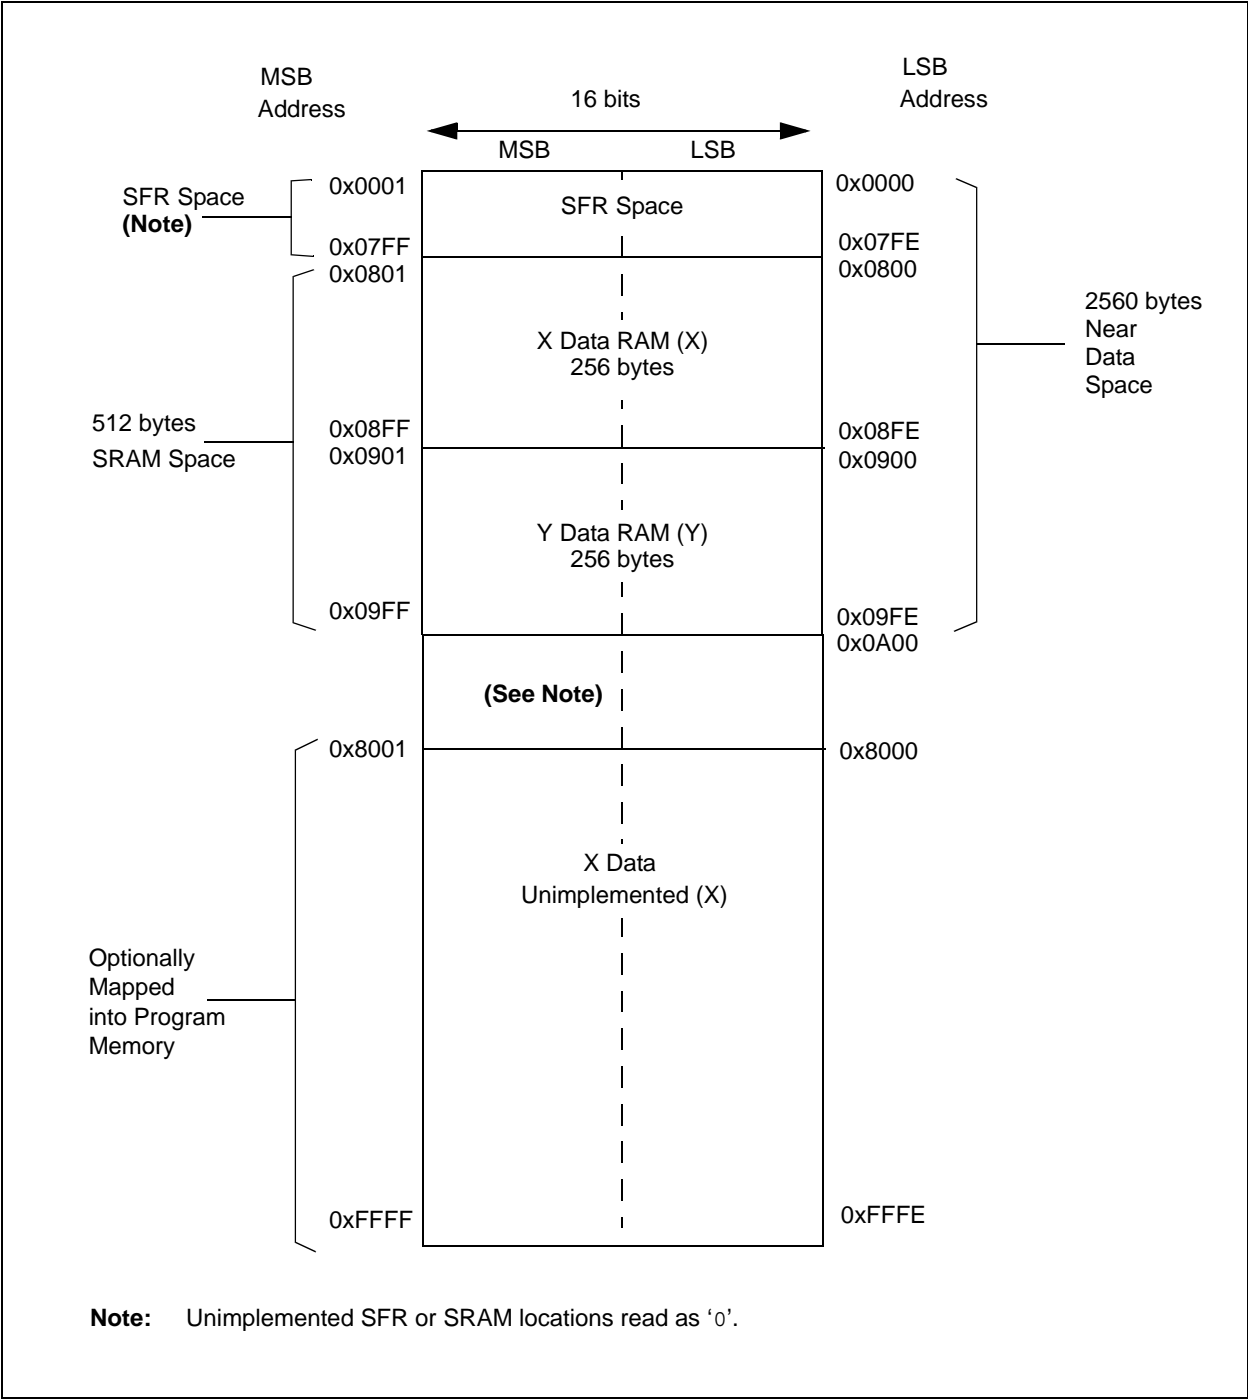 MSB
Address
LSB
Address
16 bits
MSB
LSB
SFR Space
(Note)
0x0001
SFR Space
0x0000
0x07FF
0x07FE
0x0801
0x0800
2560 bytes
Near
Data
Space
X Data RAM (X)
256 bytes
512 bytes
SRAM Space
0x08FF
0x08FE
0x0901
0x0900
Y Data RAM (Y)
256 bytes
0x09FF
0x09FE
0x0A00
(See Note)
0x8001
0x8000
X Data
Unimplemented (X)
Optionally
Mapped
into Program
Memory
0xFFFF
0xFFFE
Note: Unimplemented SFR or SRAM locations read as ‘0’.